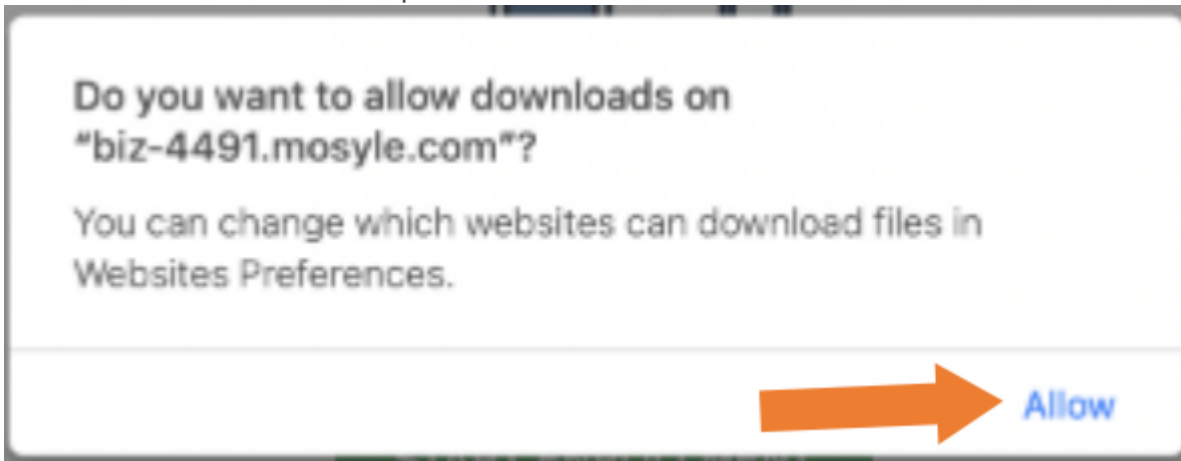 Do you want to allow downloads on
“biz-4491.mosyle.com”?
You can change which websites can download files in
Websites Preferences.
Allow